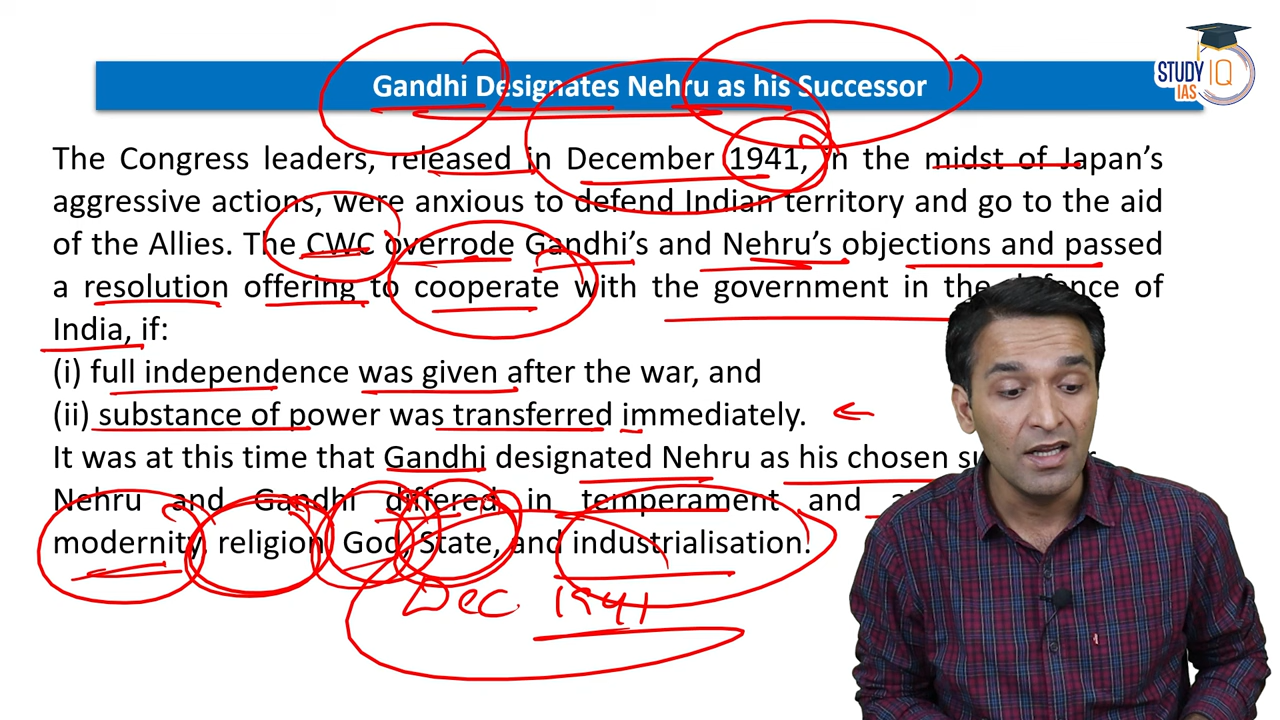 Gandhi Designates Nehru as his Successor
STUDY IQ
IAS
The Congress leaders, released in December 1941, in the midst of Japan’s
aggressive actions, were anxious to defend Indian territory and go to the aid
of the Allies. The CWC overrode Gandhi’s and Nehru’s objections and passed
a resolution offering to cooperate with the government in the defence of
India, if:
(i) full independence was given after the war, and
(ii) substance of power was transferred immediately.
It was at this time that Gandhi designated Nehru as his chosen
Nehru and Gandhi differed in temperament and
modernity, religion, God, State, and industrialisation.
Dec 1941